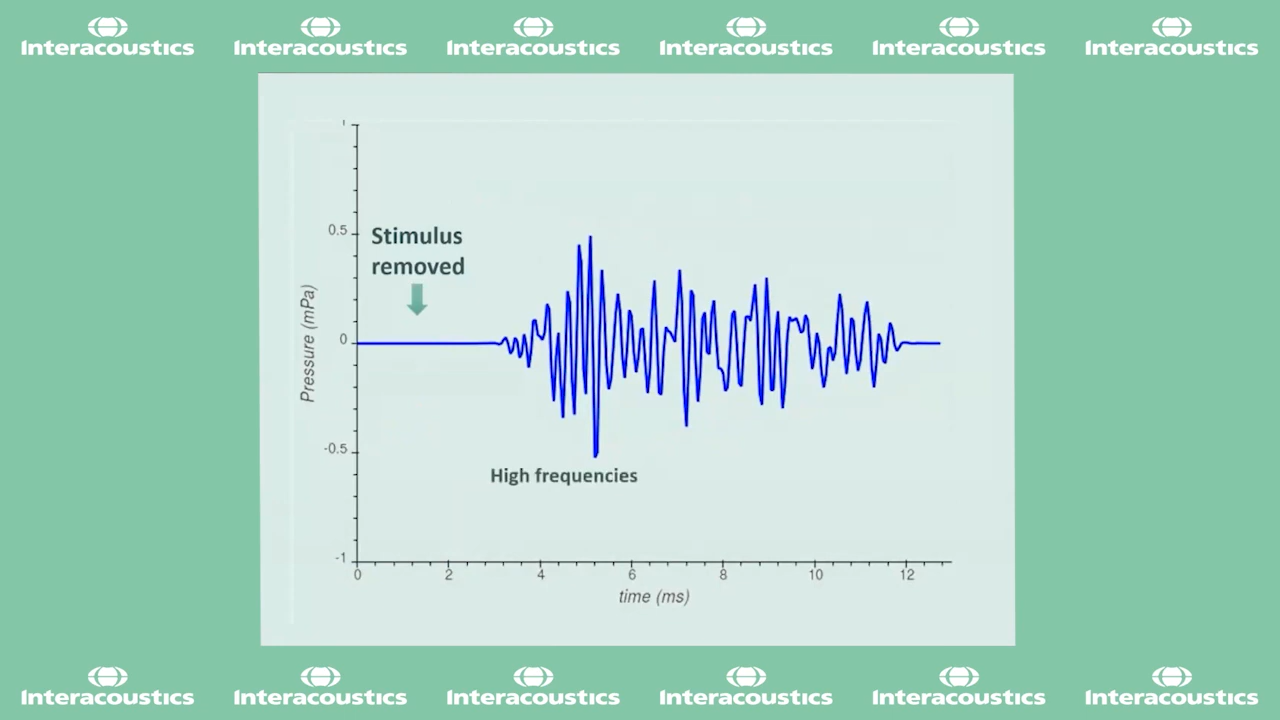 Interacoustics Interacoustics Interacoustics Interacoustics Interacoustics Interacoustics
1
0.5
Stimulus
removed
Pressure (mPa)
0
-0.5
High frequencies
-1
0 2 4 6 8 10 12
time (ms)
Interacoustics Interacoustics Interacoustics Interacoustics Interacoustics Interacoustics